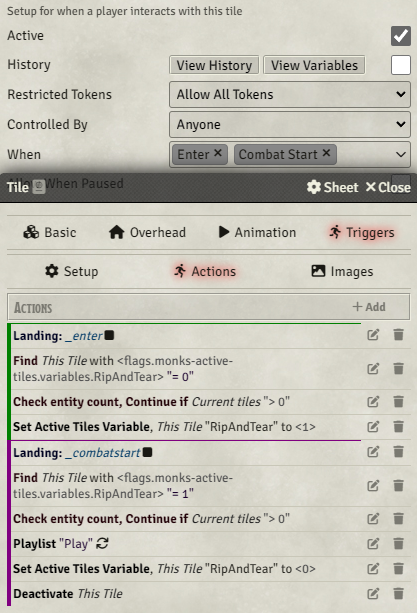 Setup for when a player interacts with this tile
Active
History View History View Variables
Restricted Tokens Allow All Tokens
Controlled By Anyone
When Enter × Combat Start ×
Allow When Paused
Tile Sheet ×Close
Basic Overhead Animation Triggers
Setup Actions Images
ACTIONS + Add
Landing: _enter
Find This Tile with <flags.monks-active-
tiles.variables.RipAndTear> "= 0"
Check entity count, Continue if Current tiles "> 0"
Set Active Tiles Variable, This Tile "RipAndTear" to <1>
Landing: _combatstart
Find This Tile with <flags.monks-active-
tiles.variables.RipAndTear> "= 1"
Check entity count, Continue if Current tiles "> 0"
Playlist "Play"
Set Active Tiles Variable, This Tile "RipAndTear" to <0>
Deactivate This Tile